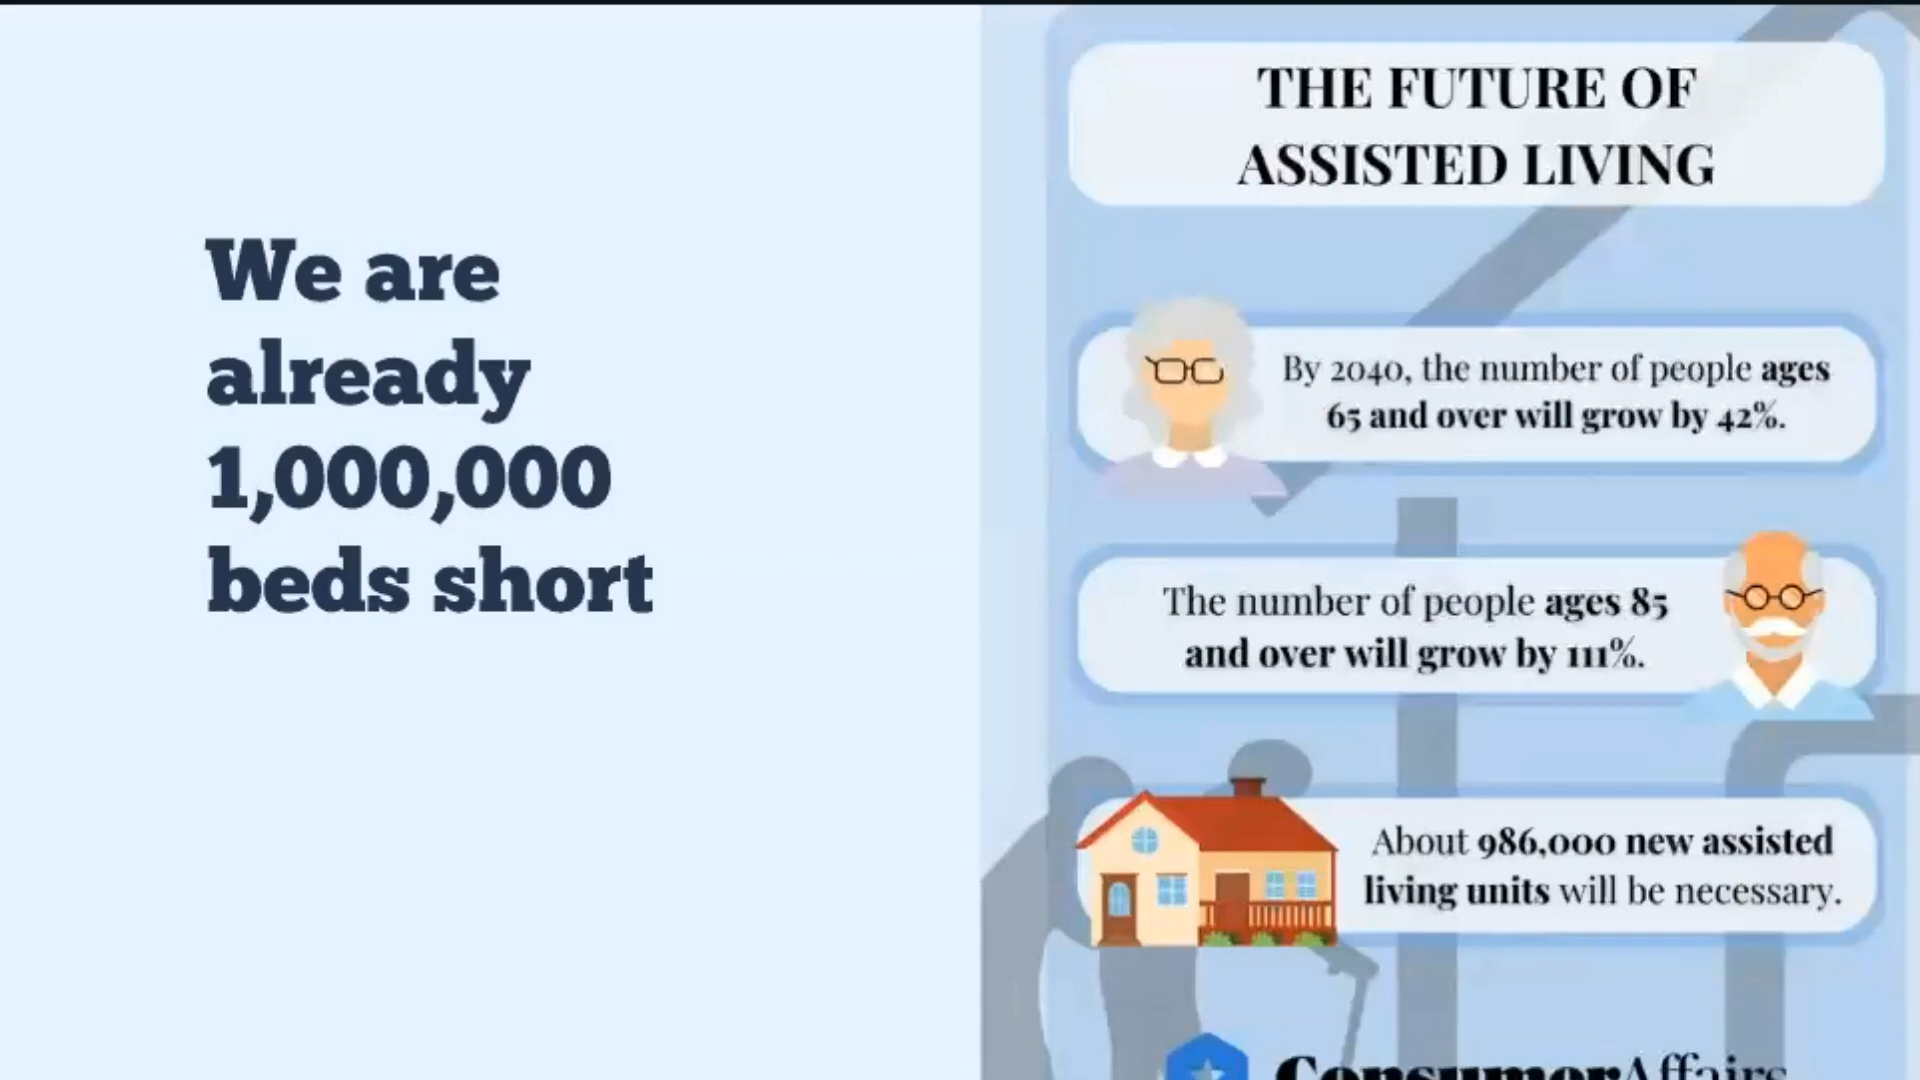 We are
already
1,000,000
beds short
THE FUTURE OF
ASSISTED LIVING
By 2040, the number of people ages
65 and over will grow by 42%.
The number of people ages 85
and over will grow by 111%.
About 986,000 new assisted
living units will be necessary.
ConsumerAffairs